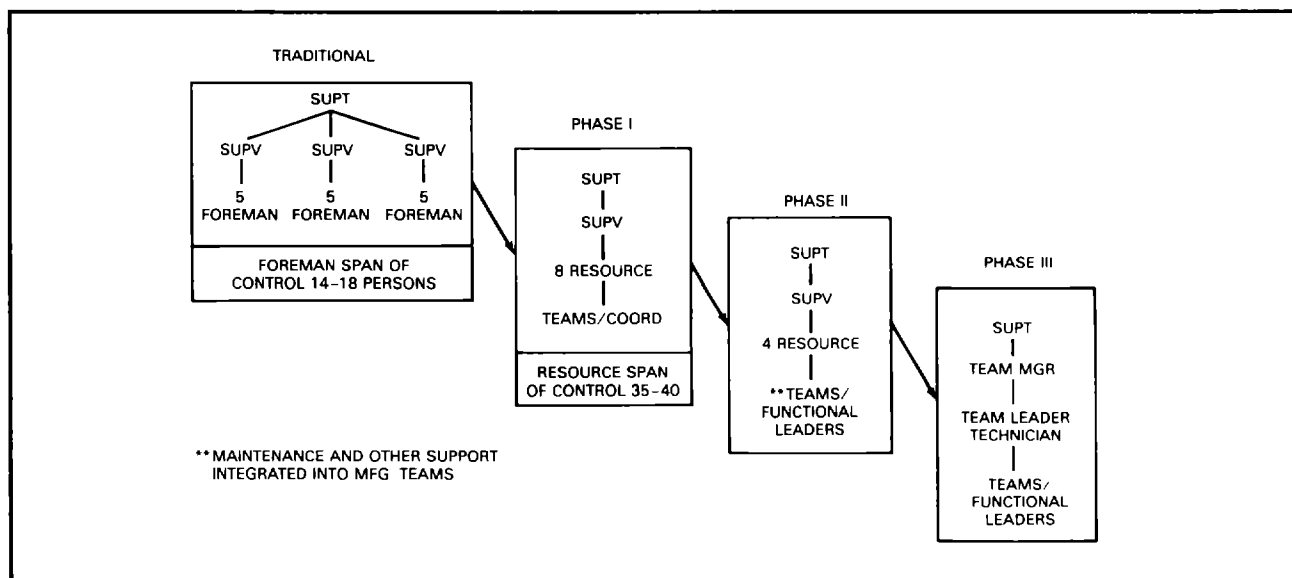 TRADITIONAL
SUPT
SUPV SUPV SUPV
5 5 5
FOREMAN FOREMAN FOREMAN
FOREMAN SPAN OF
CONTROL 14-18 PERSONS
PHASE I
SUPT
SUPV
8 RESOURCE
TEAMS/COORD
RESOURCE SPAN
OF CONTROL 35-40
PHASE II
SUPT
SUPV
4 RESOURCE
**TEAMS/
FUNCTIONAL
LEADERS
PHASE III
SUPT
TEAM MGR
TEAM LEADER
TECHNICIAN
TEAMS/
FUNCTIONAL
LEADERS
**MAINTENANCE AND OTHER SUPPORT
INTEGRATED INTO MFG TEAMS